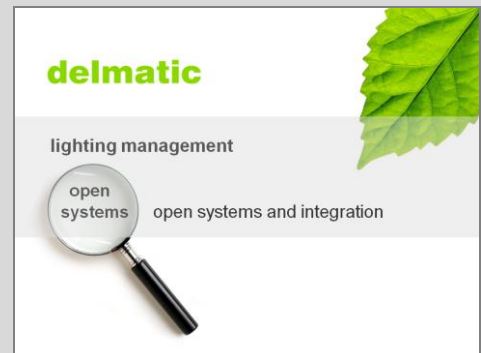 delmatic
lighting management
open
systems
open systems and integration